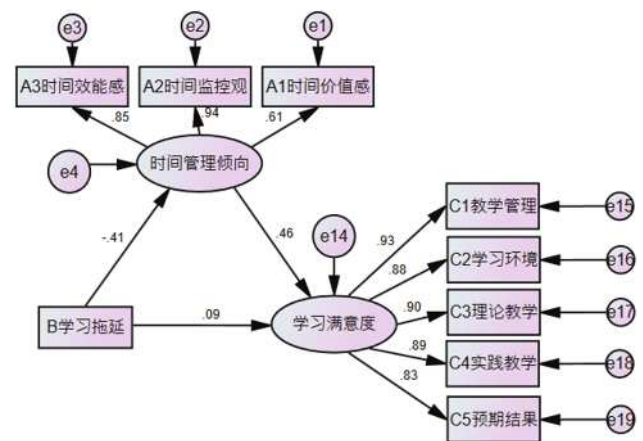 e3
e2
e1
A3时间效能感
A2时间监控观
A1时间价值感
.85
.94
.61
时间管理倾向
e4
-.41
.46
e14
.93
C1教学管理
e15
.88
C2学习环境
e16
B学习拖延
.09
学习满意度
.90
C3理论教学
e17
.89
C4实践教学
e18
.83
C5预期结果
e19